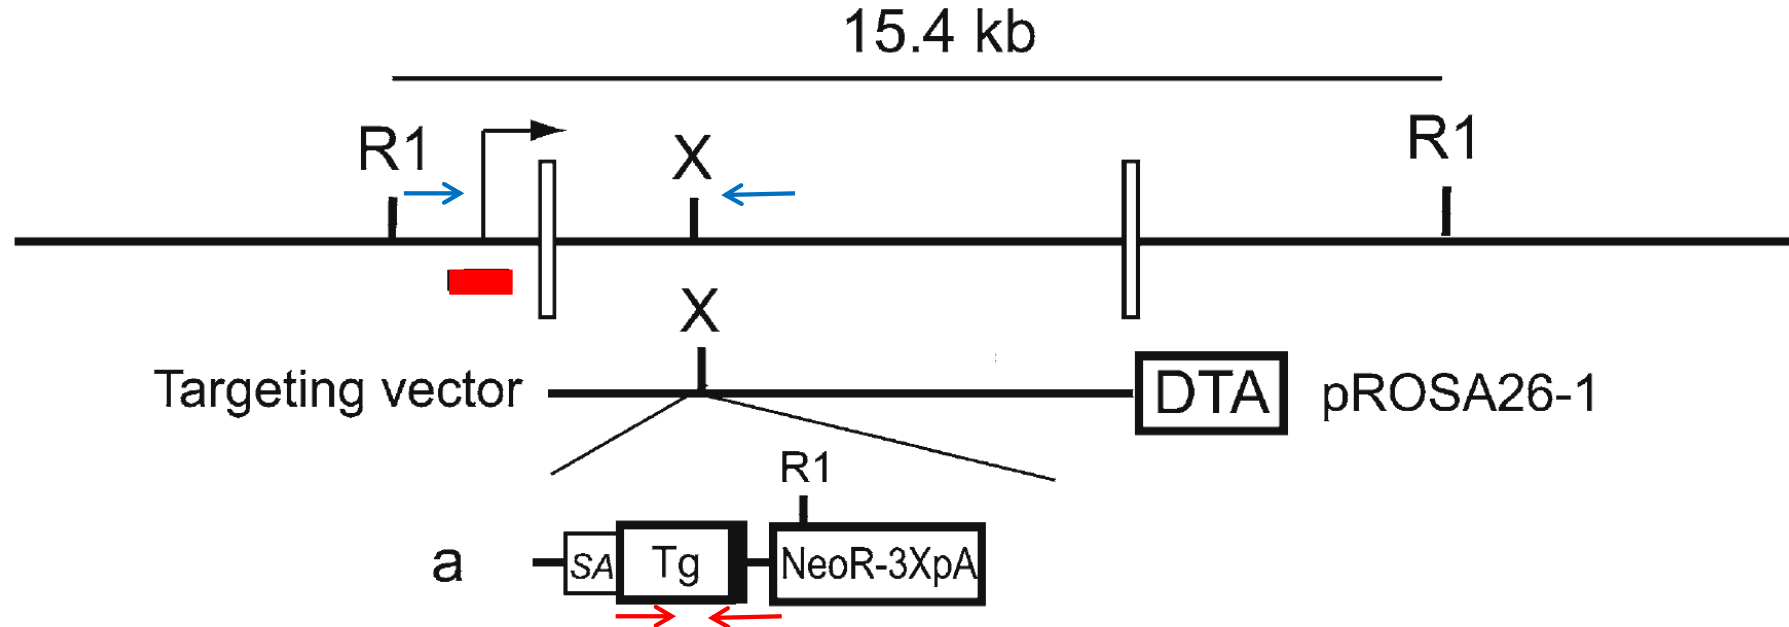 15.4 kb
R1
X
R1
X
Targeting vector
DTA
pROSA26-1
R1
a
SA
Tg
NeoR-3XpA